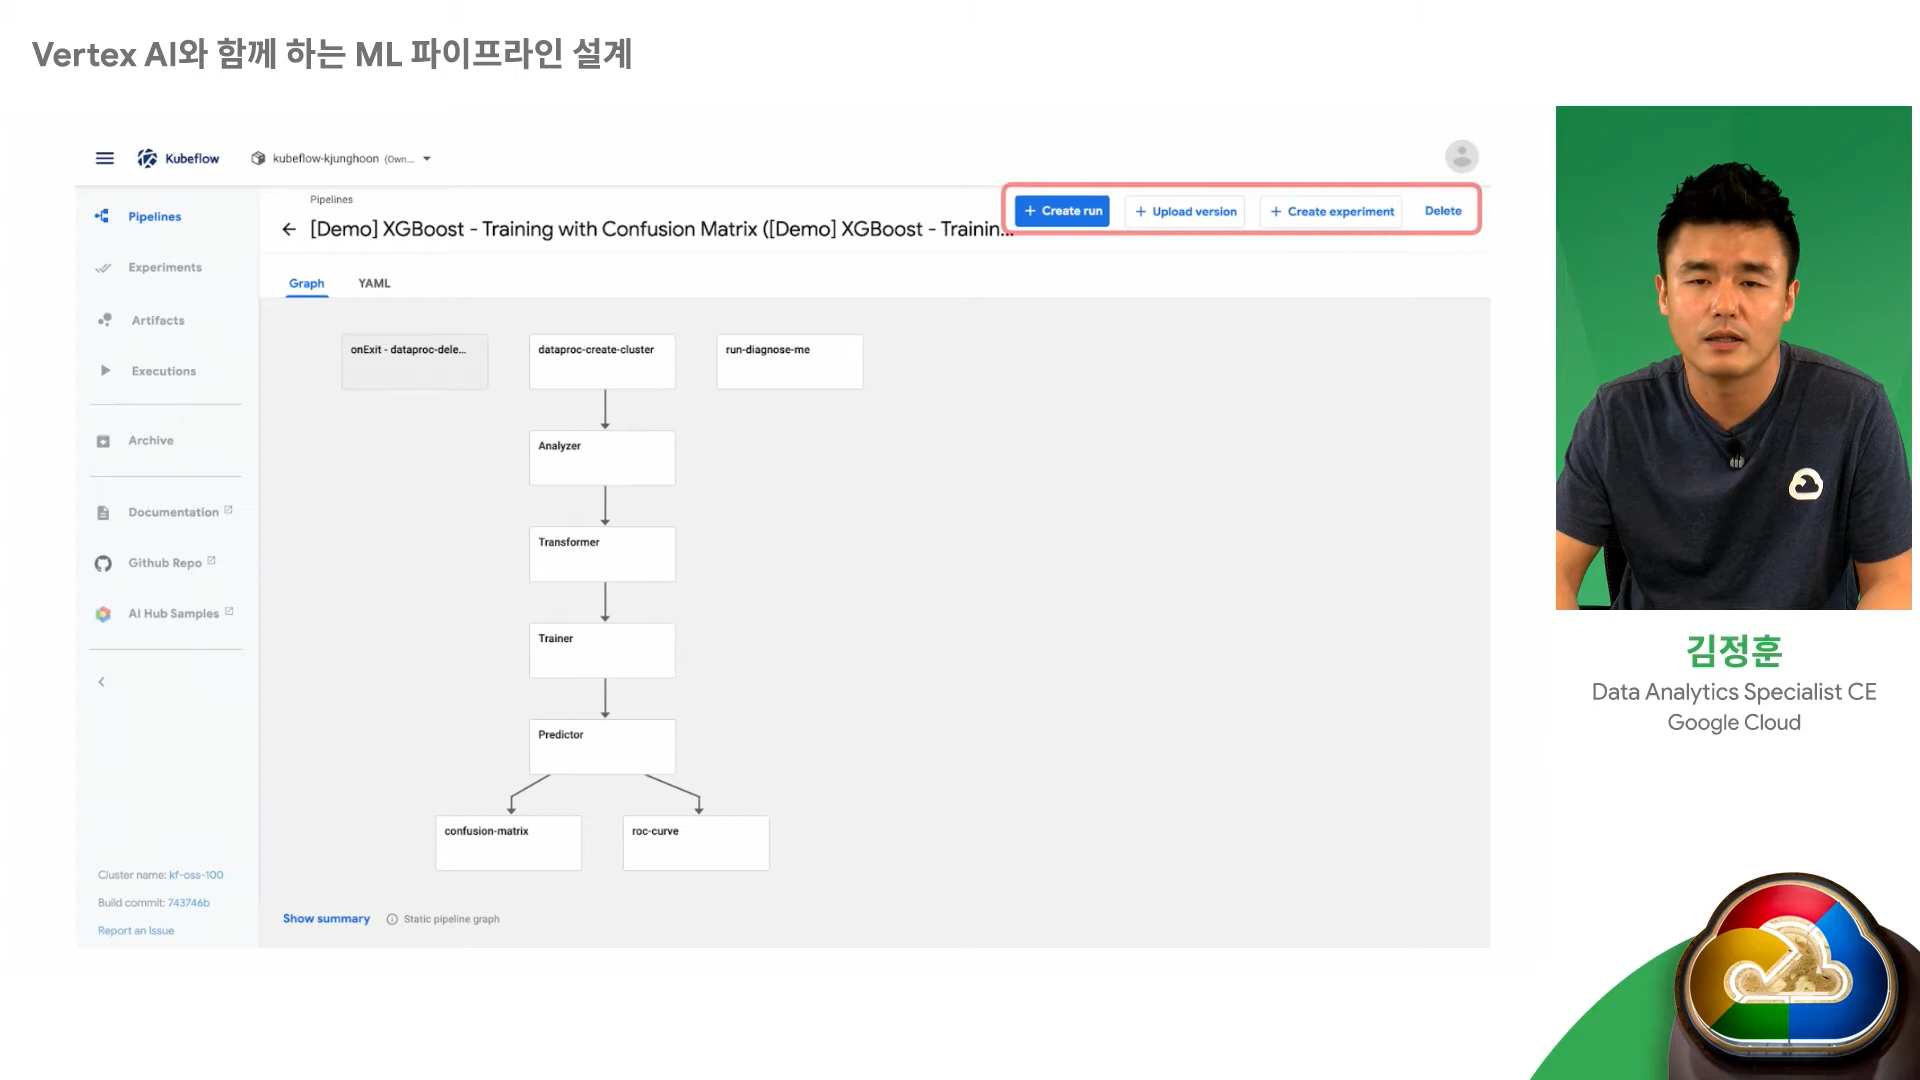 Vertex AI와 함께 하는 ML 파이프라인 설계
Kubeflow
kubeflow-kjunghoon (Own...
Pipelines
Experiments
Artifacts
Executions
Archive
Documentation
Github Repo
AI Hub Samples
Cluster name: kf-oss-100
Build commit: 743746b
Report an Issue
Pipelines
[Demo] XGBoost - Training with Confusion Matrix ([Demo] XGBoost - Trainin...
+ Create run
+ Upload version
+ Create experiment
Delete
Graph
YAML
onExit - dataproc-dele...
dataproc-create-cluster
run-diagnose-me
Analyzer
Transformer
Trainer
Predictor
confusion-matrix
roc-curve
Show summary
Static pipeline graph
김정훈
Data Analytics Specialist CE
Google Cloud